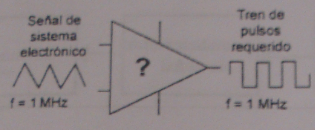 Señal de
sistema
electrónico
f = 1 MHz
?
Tren de
pulsos
requerido
f = 1 MHz